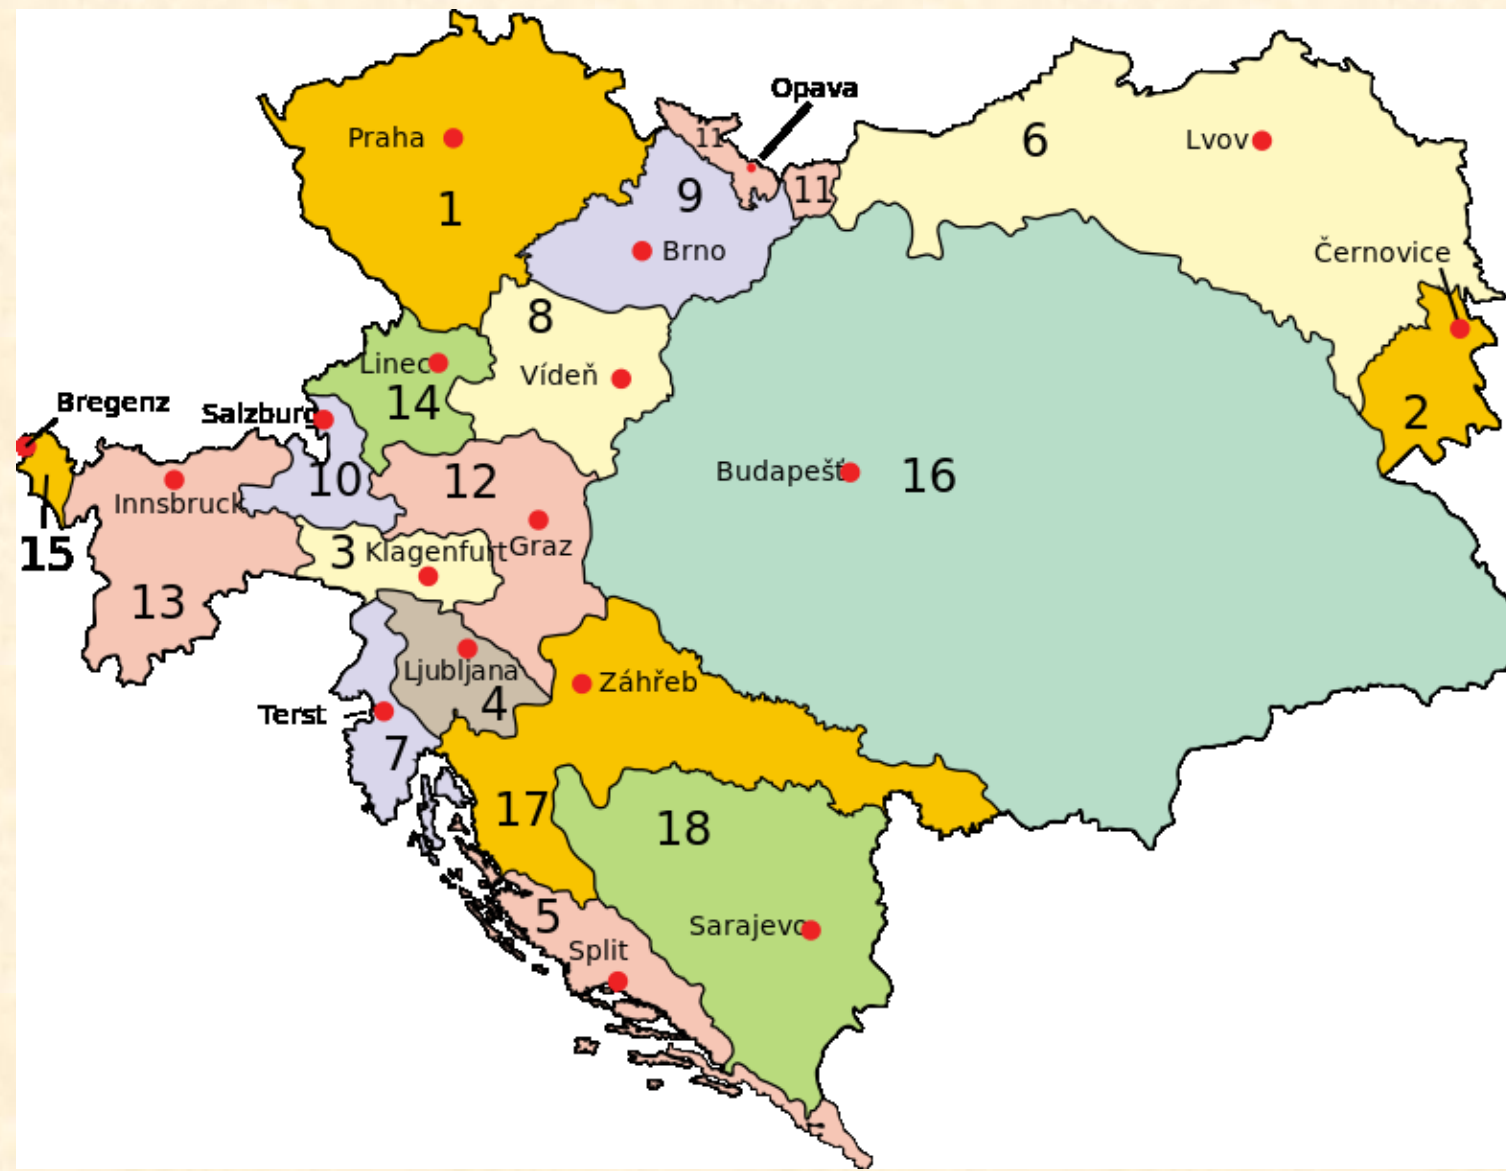 Opava
Praha
11
6
Lvov
1
9
11
Brno
Černovice
8
Linec
Vídeň
14
Bregenz
Salzburg
2
Budapešť
16
10
12
Innsbruck
15
3
Klagenfurt
Graz
13
Ljubljana
Záhřeb
4
Terst
7
17
18
5
Sarajevo
Split